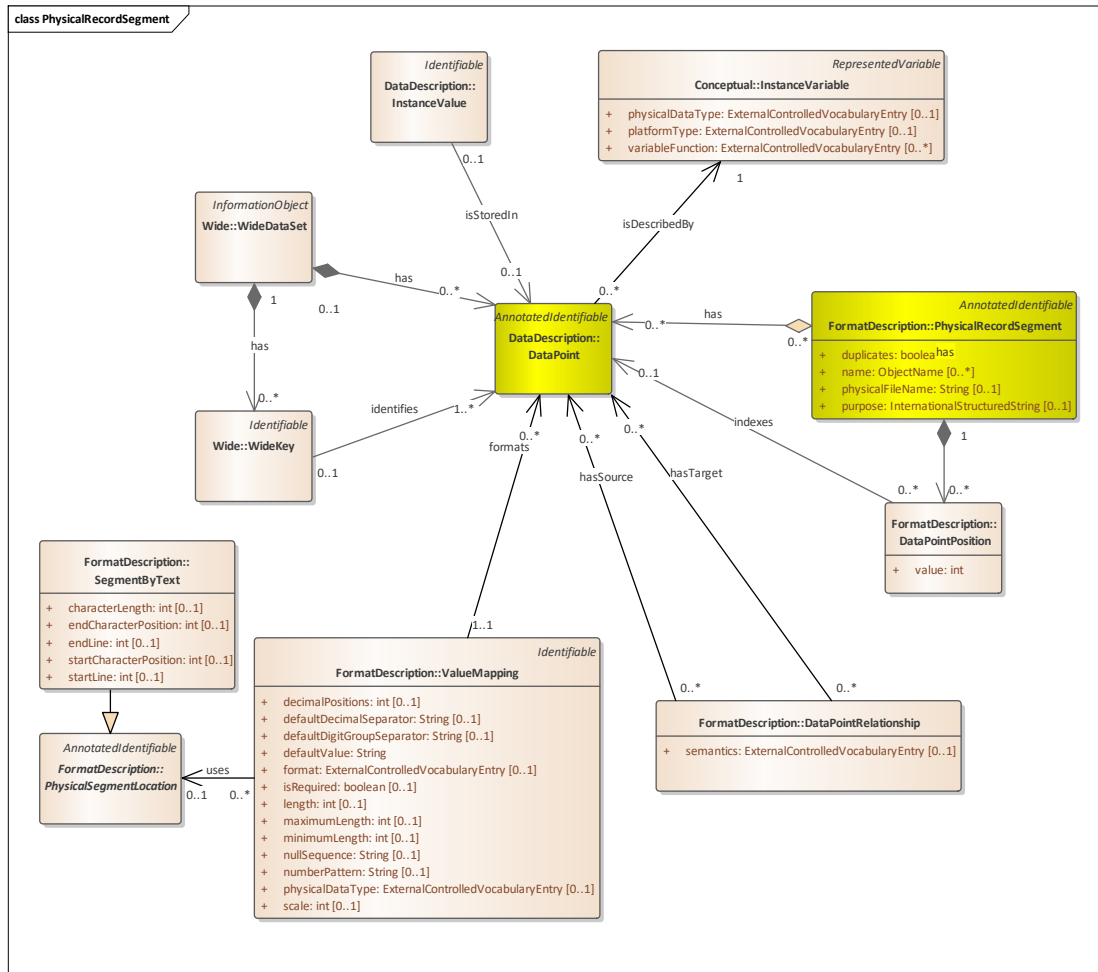 class PhysicalRecordSegment
Identifiable
DataDescription::
InstanceValue
RepresentedVariable
Conceptual::InstanceVariable
+ physicalDataType: ExternalControlledVocabularyEntry [0..1]
+ platformType: ExternalControlledVocabularyEntry [0..1]
+ variableFunction: ExternalControlledVocabularyEntry [0..*]
0..1
1
isStoredIn
isDescribedBy
InformationObject
Wide::WideDataSet
has
0..1
0..*
0..1
0..*
1
AnnotatedIdentifiable
DataDescription::
DataPoint
has
0..*
0..*
AnnotatedIdentifiable
FormatDescription::PhysicalRecordSegment
+ duplicates: boolea
has
+ name: ObjectName [0..*]
+ physicalFileName: String [0..1]
+ purpose: InternationalStructuredString [0..1]
has
0..*
0..1
identifies
1..*
Identifiable
Wide::WideKey
0..1
indexes
1
0..*
formats
0..*
hasSource
0..*
hasTarget
0..*
0..*
FormatDescription::
DataPointPosition
+ value: int
FormatDescription::
SegmentByText
+ characterLength: int [0..1]
+ endCharacterPosition: int [0..1]
+ endLine: int [0..1]
+ startCharacterPosition: int [0..1]
+ startLine: int [0..1]
1..1
Identifiable
FormatDescription::ValueMapping
+ decimalPositions: int [0..1]
+ defaultDecimalSeparator: String [0..1]
+ defaultDigitGroupSeparator: String [0..1]
+ defaultValue: String
+ format: ExternalControlledVocabularyEntry [0..1]
+ isRequired: boolean [0..1]
+ length: int [0..1]
+ maximumLength: int [0..1]
+ minimumLength: int [0..1]
+ nullSequence: String [0..1]
+ numberPattern: String [0..1]
+ physicalDataType: ExternalControlledVocabularyEntry [0..1]
+ scale: int [0..1]
0..*
0..*
FormatDescription::DataPointRelationship
+ semantics: ExternalControlledVocabularyEntry [0..1]
AnnotatedIdentifiable
FormatDescription::
PhysicalSegmentLocation
uses
0..1
0..*